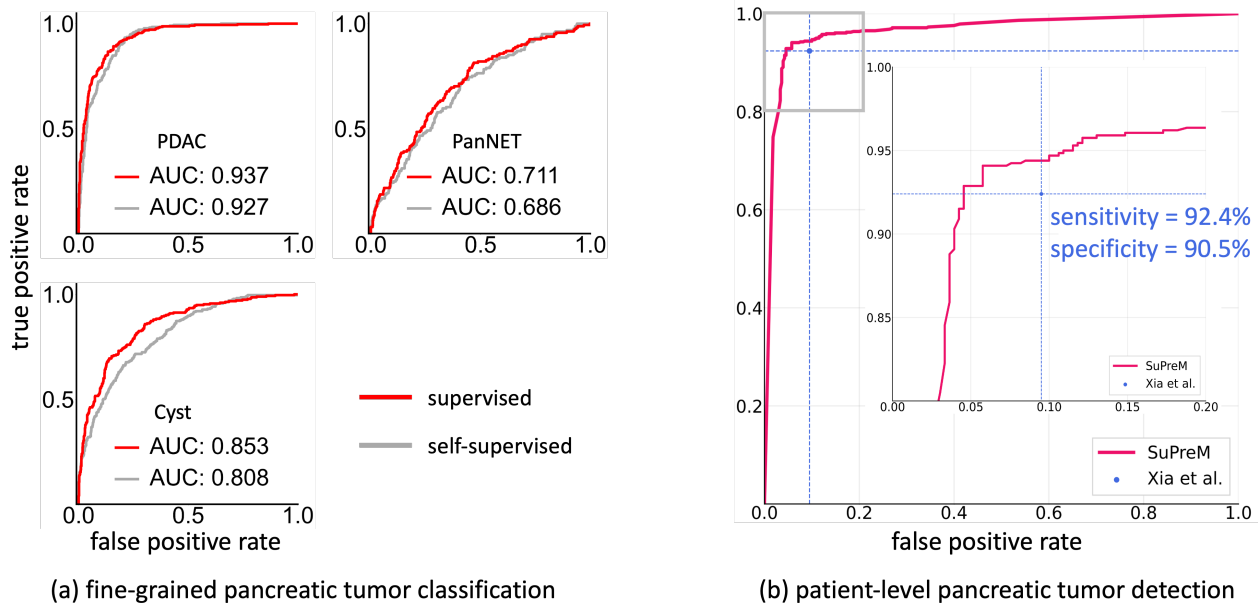 1.0
0.5
PDAC
AUC: 0.937
AUC: 0.927
0.0
0.5
1.0
1.0
0.5
PanNET
AUC: 0.711
AUC: 0.686
0.0
0.5
1.0
true positive rate
1.0
0.5
Cyst
AUC: 0.853
AUC: 0.808
0.0
0.5
1.0
false positive rate
supervised
self-supervised
(a) fine-grained pancreatic tumor classification
1.0
0.8
0.6
0.4
0.2
0.0
0.2
0.4
0.6
0.8
1.0
1.00
0.95
0.90
0.85
0.00
0.05
0.10
0.15
0.20
sensitivity = 92.4%
specificity = 90.5%
SuPreM
Xia et al.
SuPreM
Xia et al.
false positive rate
(b) patient-level pancreatic tumor detection